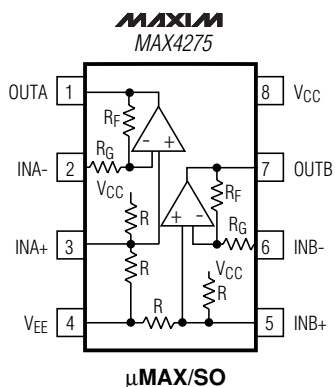 MAXIM
MAX4275
OUTA 1
8 VCC
RF
- +
RG
INA- 2
7 OUTB
VCC
RF
R
+ -
RG
INA+ 3
6 INB-
R
VCC
R
R
VEE 4
5 INB+
µMAX/SO